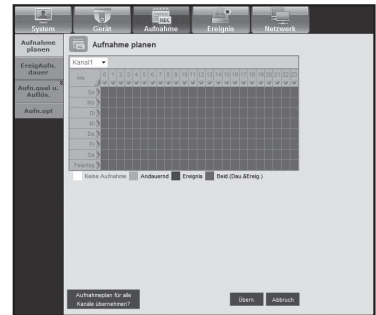 System Gerät Aufnahme Ereignis Netzwerk
Aufnahme planen
EreigAufn. dauer
Aufn.qual u. Auflös.
Aufn.opt
Aufnahme planen
Kanal1
Alle 0 1 2 3 4 5 6 7 8 9 10 11 12 13 14 15 16 17 18 19 20 21 22 23
So
Mo
Di
Mi
Do
Fr
Sa
Feiertag
Keine Aufnahme Andauernd Ereignis Beid.(Dau.&Ereig.)
Aufnahmeplan für alle
Kanäle übernehmen?
Übern. Abbruch